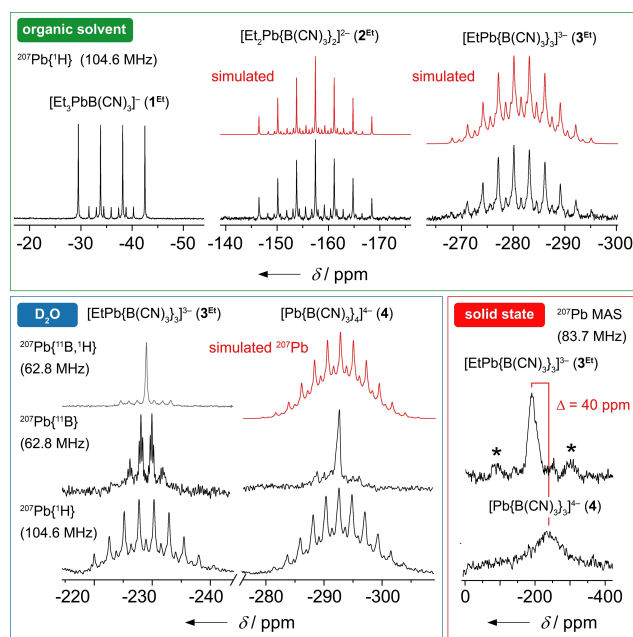 organic solvent
²⁰⁷Pb{¹H} (104.6 MHz)
[Et₃PbB(CN)₃]⁻ (1ᴱᵗ)
[Et₂Pb{B(CN)₃}₂]²⁻ (2ᴱᵗ)
[EtPb{B(CN)₃}₃]³⁻ (3ᴱᵗ)
simulated
simulated
-20 -30 -40 -50
-140 -150 -160 -170
-270 -280 -290 -300
δ / ppm
D₂O
[EtPb{B(CN)₃}₃]³⁻ (3ᴱᵗ)
[Pb{B(CN)₃}₄]⁴⁻ (4)
²⁰⁷Pb{¹¹B,¹H}
(62.8 MHz)
simulated ²⁰⁷Pb
²⁰⁷Pb{¹¹B}
(62.8 MHz)
²⁰⁷Pb{¹H}
(104.6 MHz)
-220 -230 -240 -280 -290 -300
δ / ppm
solid state
²⁰⁷Pb MAS
(83.7 MHz)
[EtPb{B(CN)₃}₃]³⁻ (3ᴱᵗ)
Δ = 40 ppm
* *
[Pb{B(CN)₃}₃]⁴⁻ (4)
0 -200 -400
δ / ppm